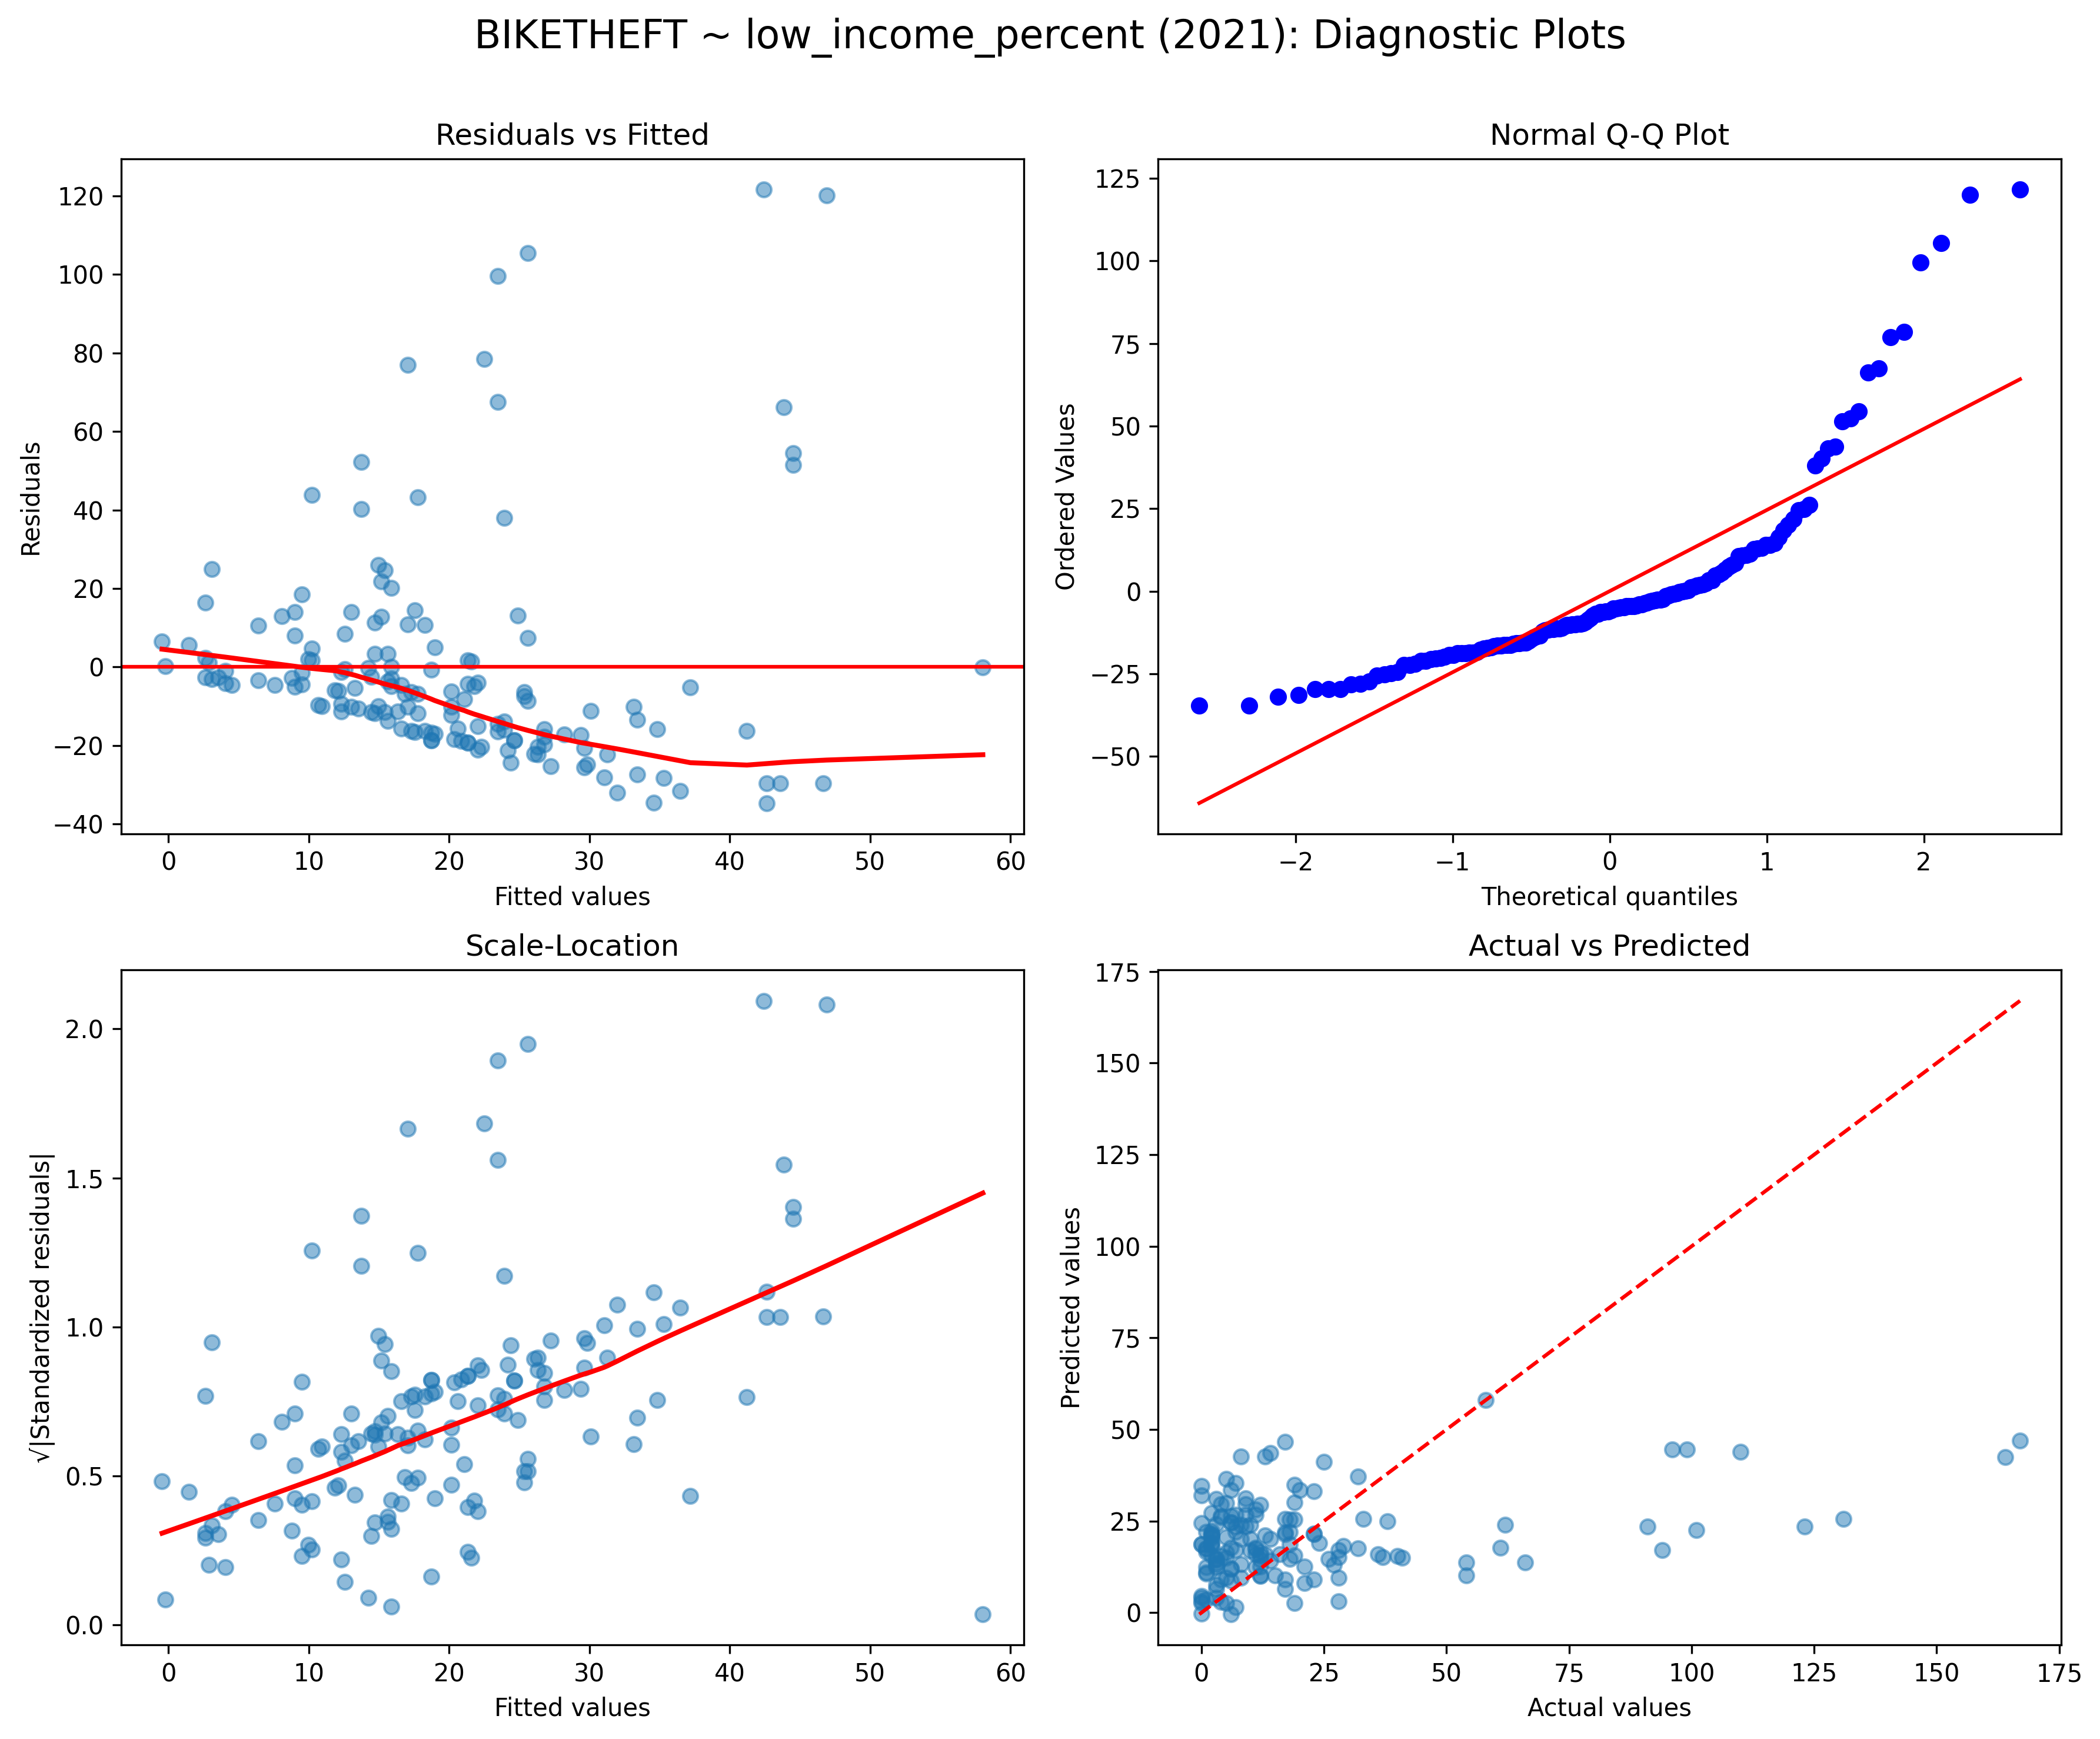 BIKETHEFT ~ low_income_percent (2021): Diagnostic Plots
Residuals vs Fitted
120
100
80
60
40
20
0
−20
−40
Residuals
0 10 20 30 40 50 60
Fitted values
Normal Q-Q Plot
125
100
75
50
25
0
−25
−50
Ordered Values
−2 −1 0 1 2
Theoretical quantiles
Scale-Location
2.0
1.5
1.0
0.5
0.0
√|Standardized residuals|
0 10 20 30 40 50 60
Fitted values
Actual vs Predicted
175
150
125
100
75
50
25
0
Predicted values
0 25 50 75 100 125 150 175
Actual values